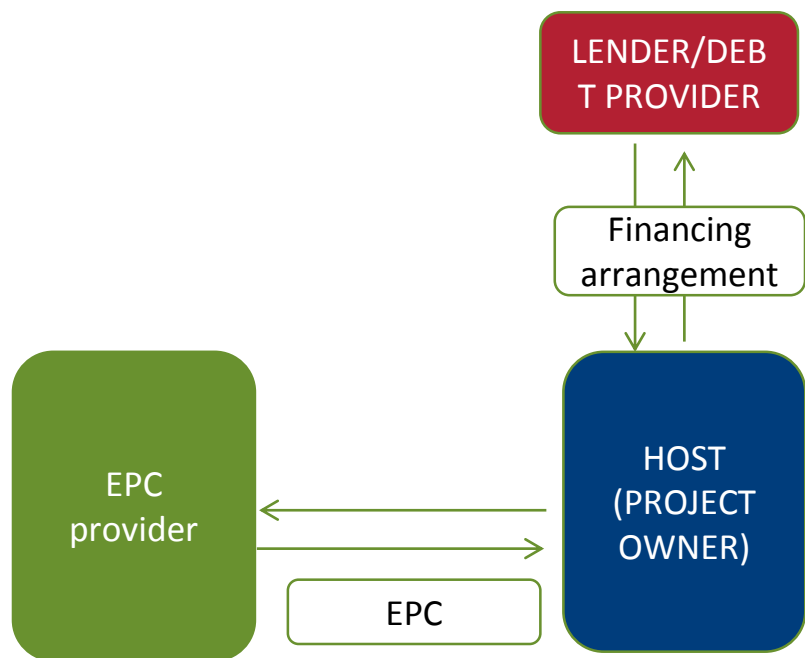 LENDER/DEB
T PROVIDER
Financing
arrangement
EPC
provider
HOST
(PROJECT
OWNER)
EPC